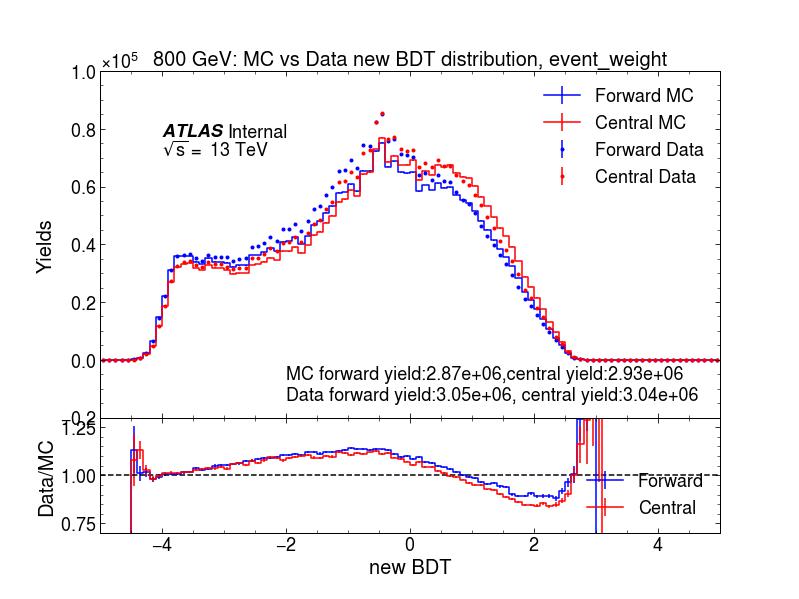 ×10⁵ 800 GeV: MC vs Data new BDT distribution, event_weight
1.0
0.8
0.6
0.4
0.2
0.0
0.2
Yields
ATLAS Internal
√s = 13 TeV
Forward MC
Central MC
Forward Data
Central Data
MC forward yield:2.87e+06,central yield:2.93e+06
Data forward yield:3.05e+06, central yield:3.04e+06
1.25
1.00
0.75
Data/MC
Forward
Central
−4 −2 0 2 4
new BDT